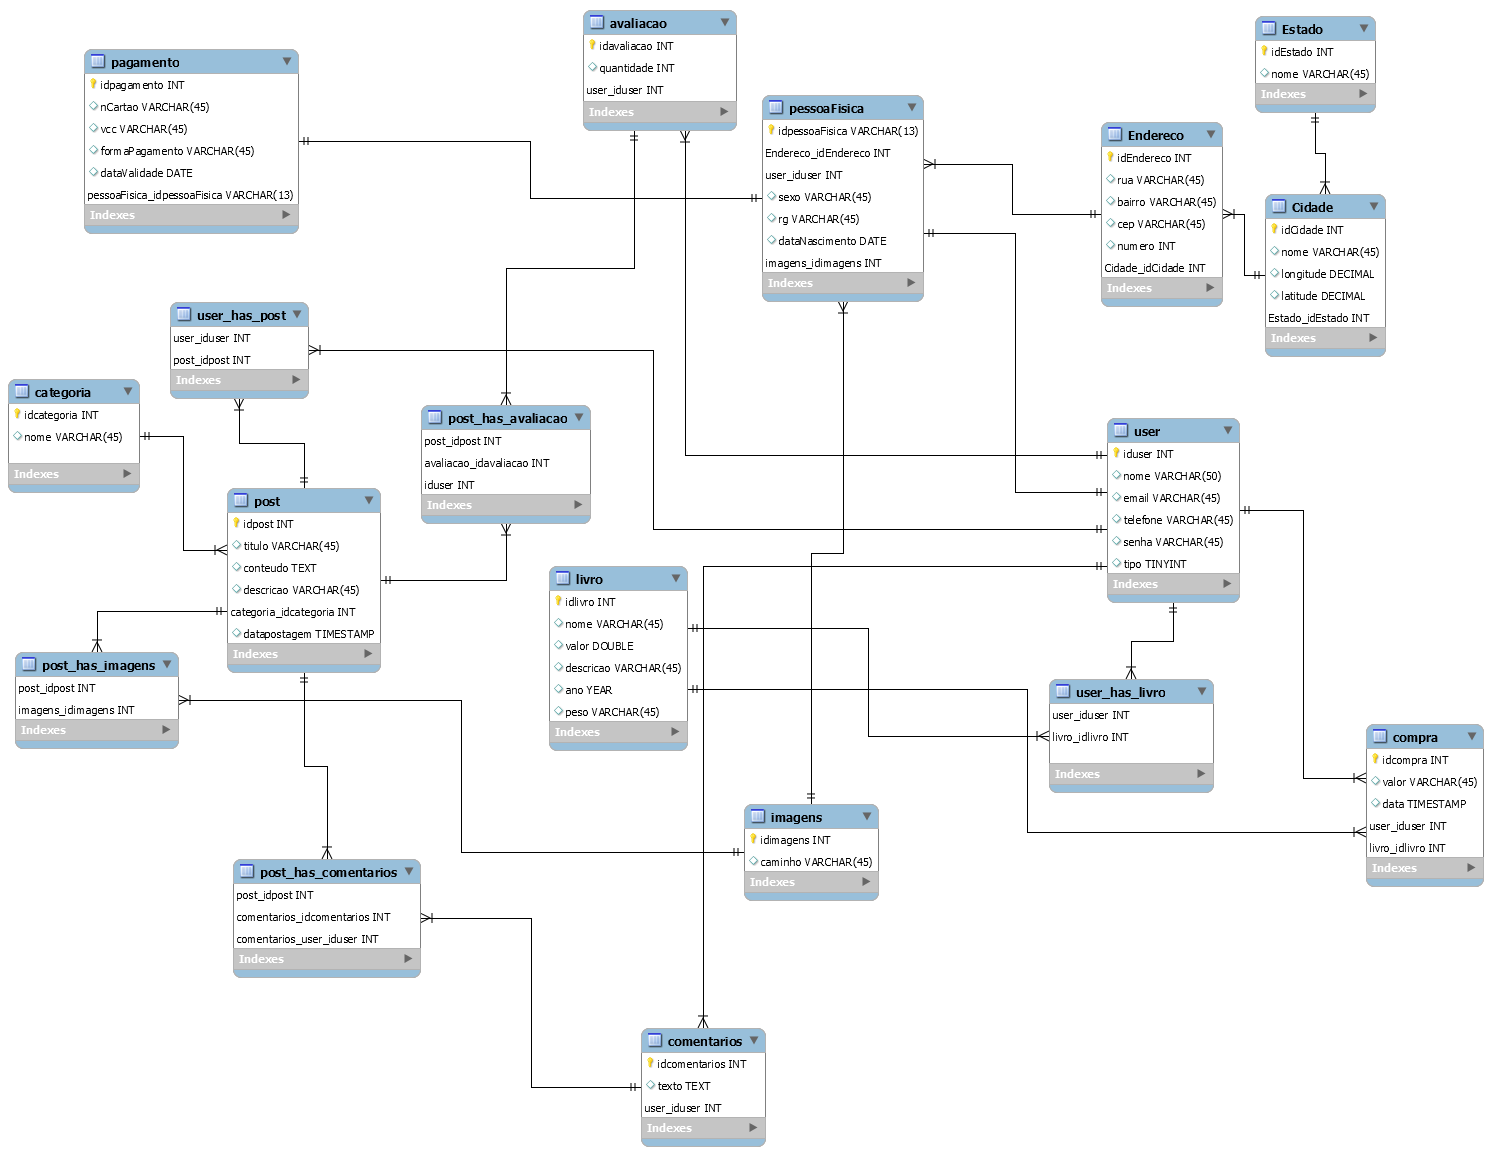 pagamento
idpagamento INT
nCartao VARCHAR(45)
vcc VARCHAR(45)
formaPagamento VARCHAR(45)
dataValidade DATE
pessoaFisica_idpessoaFisica VARCHAR(13)
Indexes
avaliacao
idavaliacao INT
quantidade INT
user_iduser INT
Indexes
pessoaFisica
idpessoaFisica VARCHAR(13)
Endereco_idEndereco INT
user_iduser INT
sexo VARCHAR(45)
rg VARCHAR(45)
dataNascimento DATE
imagens_idimagens INT
Indexes
Endereco
idEndereco INT
rua VARCHAR(45)
bairro VARCHAR(45)
cep VARCHAR(45)
numero INT
Cidade_idCidade INT
Indexes
Estado
idEstado INT
nome VARCHAR(45)
Indexes
Cidade
idCidade INT
nome VARCHAR(45)
longitude DECIMAL
latitude DECIMAL
Estado_idEstado INT
Indexes
user_has_post
user_iduser INT
post_idpost INT
Indexes
categoria
idcategoria INT
nome VARCHAR(45)
Indexes
post_has_avaliacao
post_idpost INT
avaliacao_idavaliacao INT
iduser INT
Indexes
user
iduser INT
nome VARCHAR(50)
email VARCHAR(45)
telefone VARCHAR(45)
senha VARCHAR(45)
tipo TINYINT
Indexes
post
idpost INT
titulo VARCHAR(45)
conteudo TEXT
descricao VARCHAR(45)
categoria_idcategoria INT
datapostagem TIMESTAMP
Indexes
livro
idlivro INT
nome VARCHAR(45)
valor DOUBLE
descricao VARCHAR(45)
ano YEAR
peso VARCHAR(45)
Indexes
post_has_imagens
post_idpost INT
imagens_idimagens INT
Indexes
user_has_livro
user_iduser INT
livro_idlivro INT
Indexes
compra
idcompra INT
valor VARCHAR(45)
data TIMESTAMP
user_iduser INT
livro_idlivro INT
Indexes
imagens
idimagens INT
caminho VARCHAR(45)
Indexes
post_has_comentarios
post_idpost INT
comentarios_idcomentarios INT
comentarios_user_iduser INT
Indexes
comentarios
idcomentarios INT
texto TEXT
user_iduser INT
Indexes